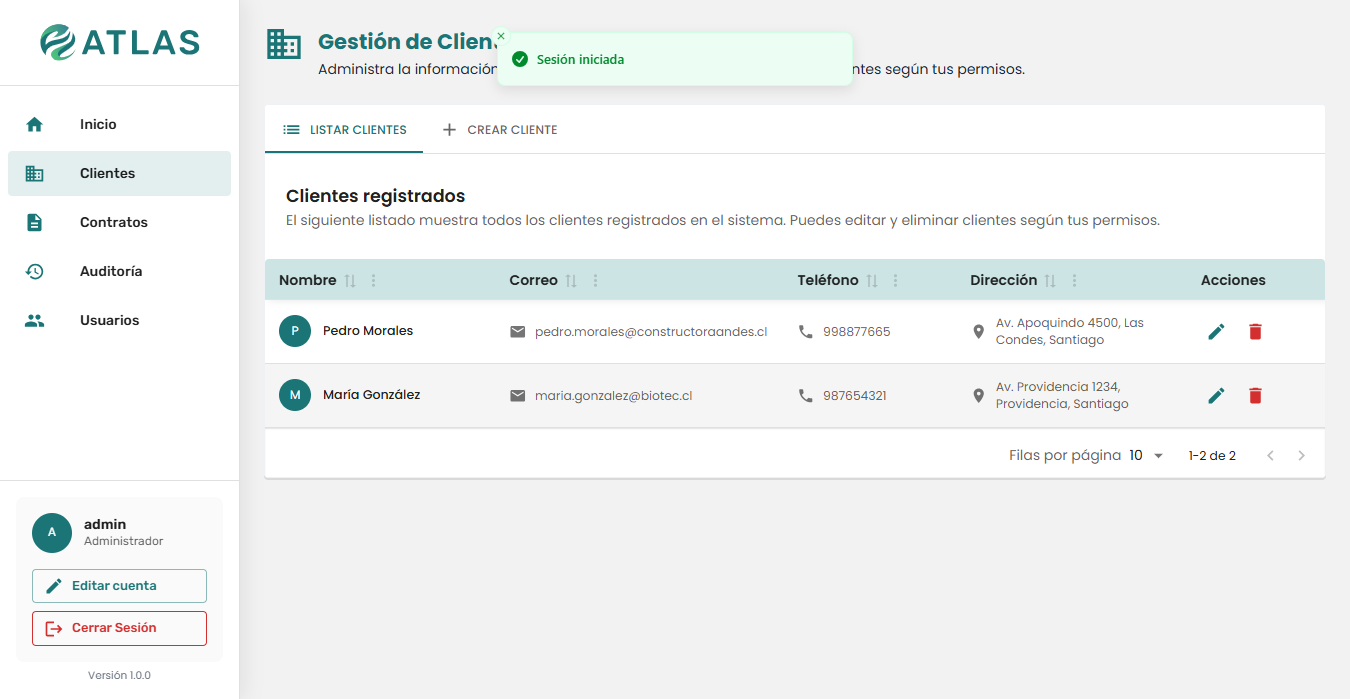 ATLAS
Inicio
Clientes
Contratos
Auditoría
Usuarios
A
admin
Administrador
Editar cuenta
Cerrar Sesión
Versión 1.0.0
Gestión de
Administra la información
según tus permisos.
Sesión iniciada
LISTAR CLIENTES
CREAR CLIENTE
Clientes registrados
El siguiente listado muestra todos los clientes registrados en el sistema. Puedes editar y eliminar clientes según tus permisos.
Nombre Correo Teléfono Dirección Acciones
P Pedro Morales pedro.morales@constructoraandes.cl 998877665 Av. Apoquindo 4500, Las
Condes, Santiago
M María González maria.gonzalez@biotec.cl 987654321 Av. Providencia 1234,
Providencia, Santiago
Filas por página 10 1-2 de 2